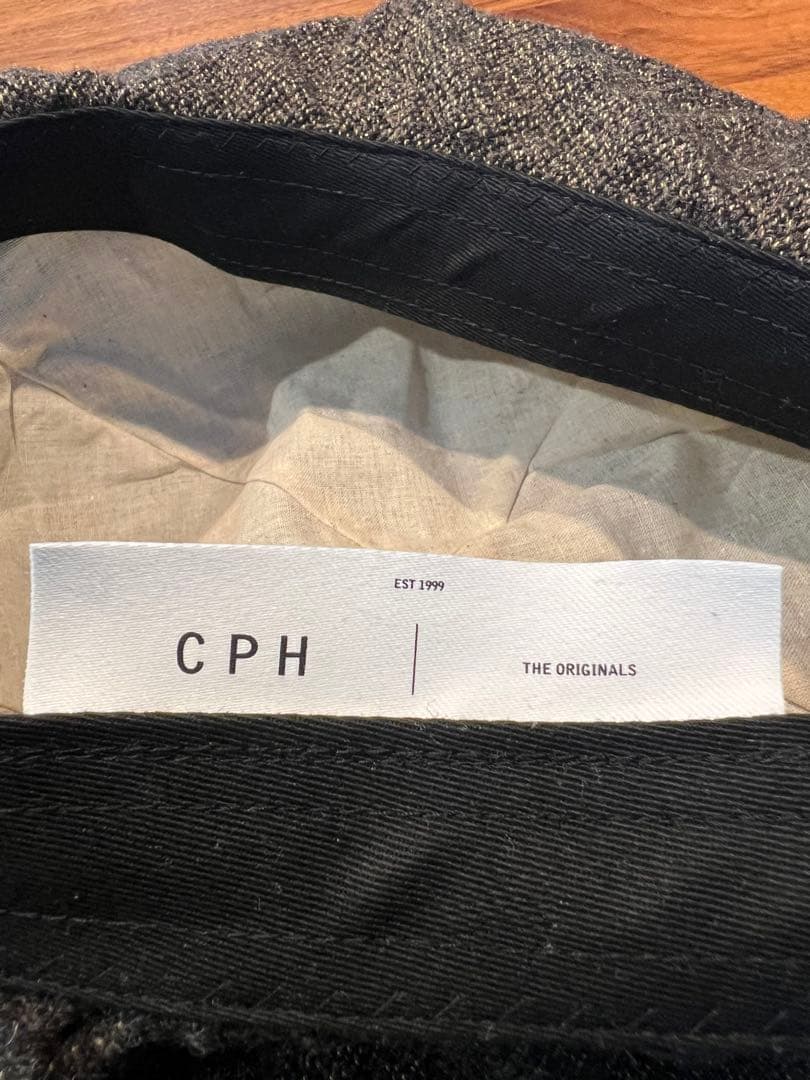 EST 1999
CPH
THE ORIGINALS